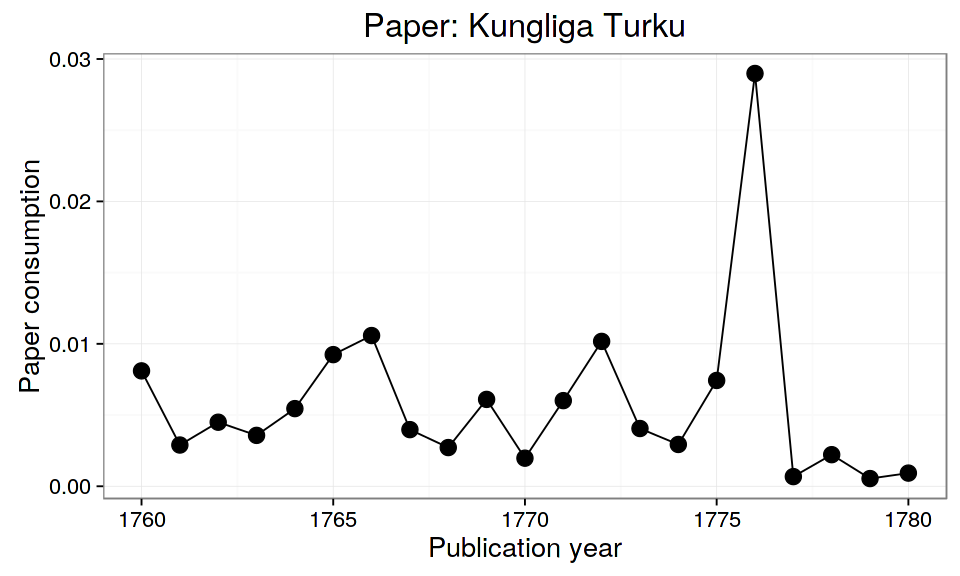 Paper: Kungliga Turku
Paper consumption
0.03
0.02
0.01
0.00
1760 1765 1770 1775 1780
Publication year